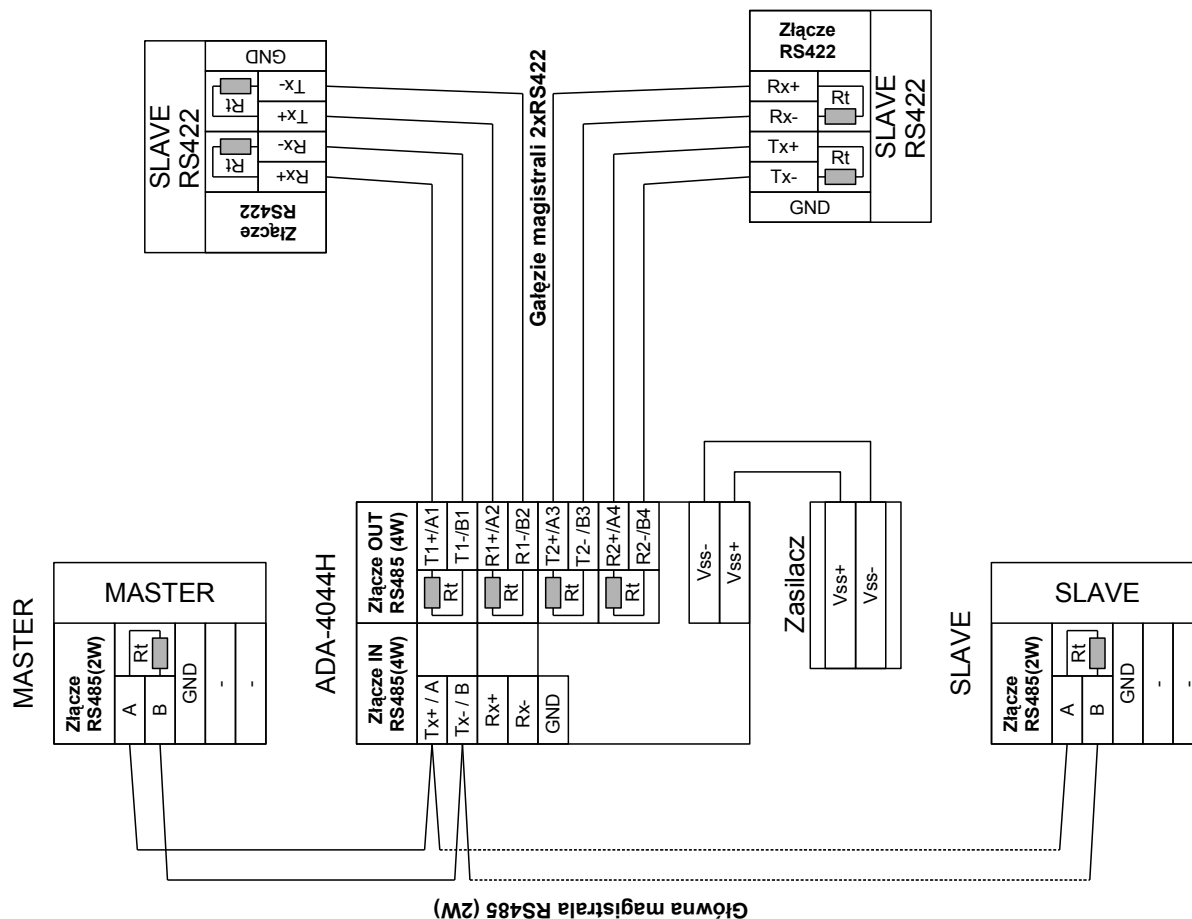 SLAVE
RS422
Złącze
RS422
Rx+
Rx-
Tx+
Tx-
GND
Rt
Rt
Gałęzie magistrali 2xRS422
Złącze
RS422
Rx+
Rx-
Tx+
Tx-
GND
Rt
Rt
SLAVE
RS422
MASTER
MASTER
Złącze
RS485(2W)
A
B
GND
-
-
Rt
ADA-4044H
Złącze IN
RS485(4W)
Tx+ / A
Tx- / B
Rx+
Rx-
GND
Złącze OUT
RS485 (4W)
T1+/A1
T1-/B1
R1+/A2
R1-/B2
T2+/A3
T2- /B3
R2+/A4
R2-/B4
Rt
Rt
Rt
Rt
Vss-
Vss+
Zasilacz
Vss+
Vss-
SLAVE
SLAVE
Złącze
RS485(2W)
A
B
GND
-
-
Rt
Główna magistrala RS485 (2W)